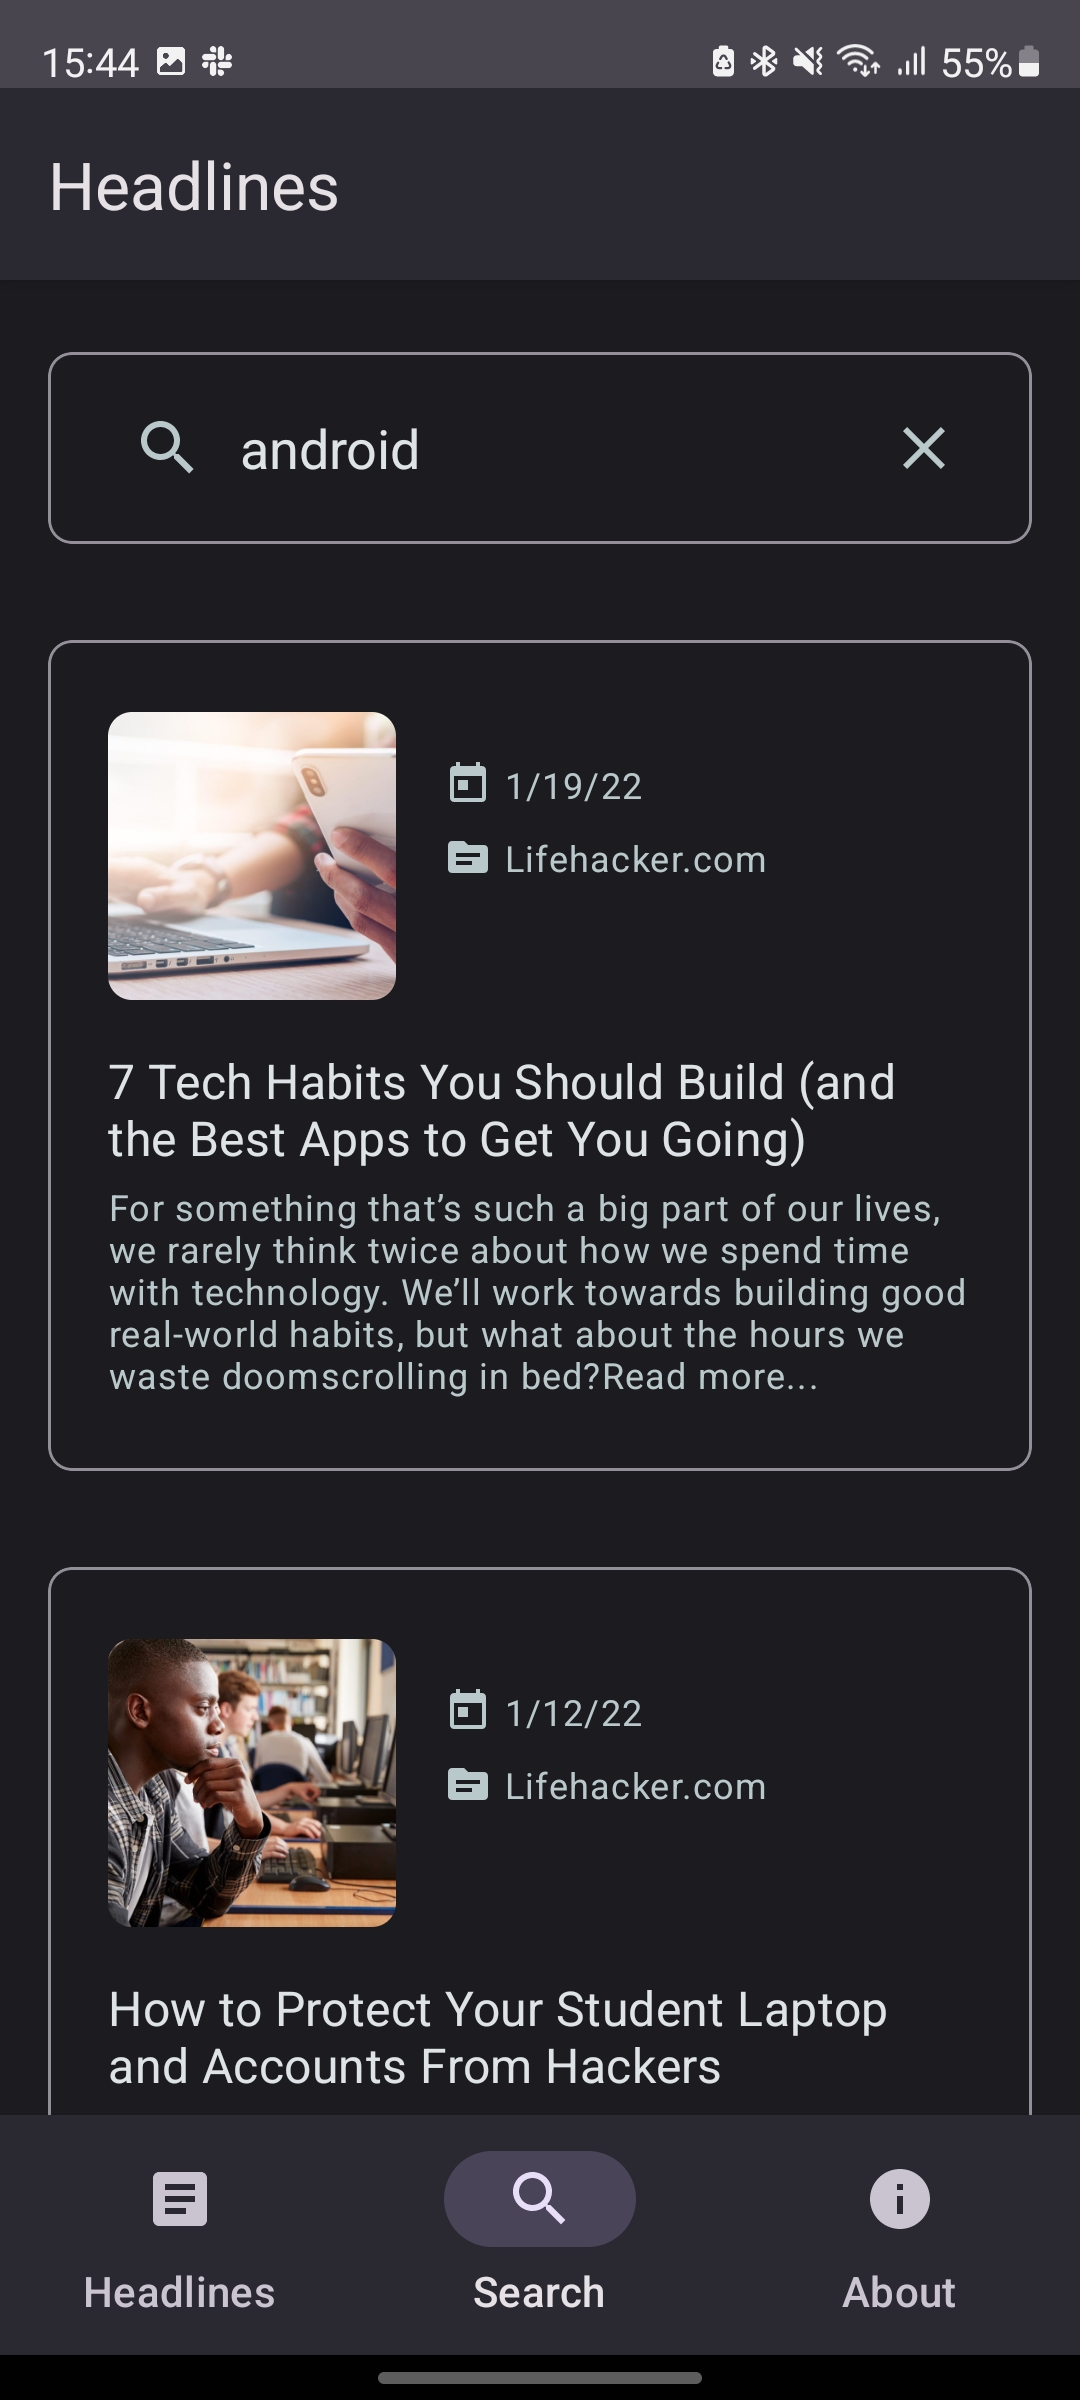 15:44
55%
Headlines
android
1/19/22
Lifehacker.com
7 Tech Habits You Should Build (and
the Best Apps to Get You Going)
For something that’s such a big part of our lives,
we rarely think twice about how we spend time
with technology. We’ll work towards building good
real-world habits, but what about the hours we
waste doomscrolling in bed?Read more...
1/12/22
Lifehacker.com
How to Protect Your Student Laptop
and Accounts From Hackers
Headlines
Search
About